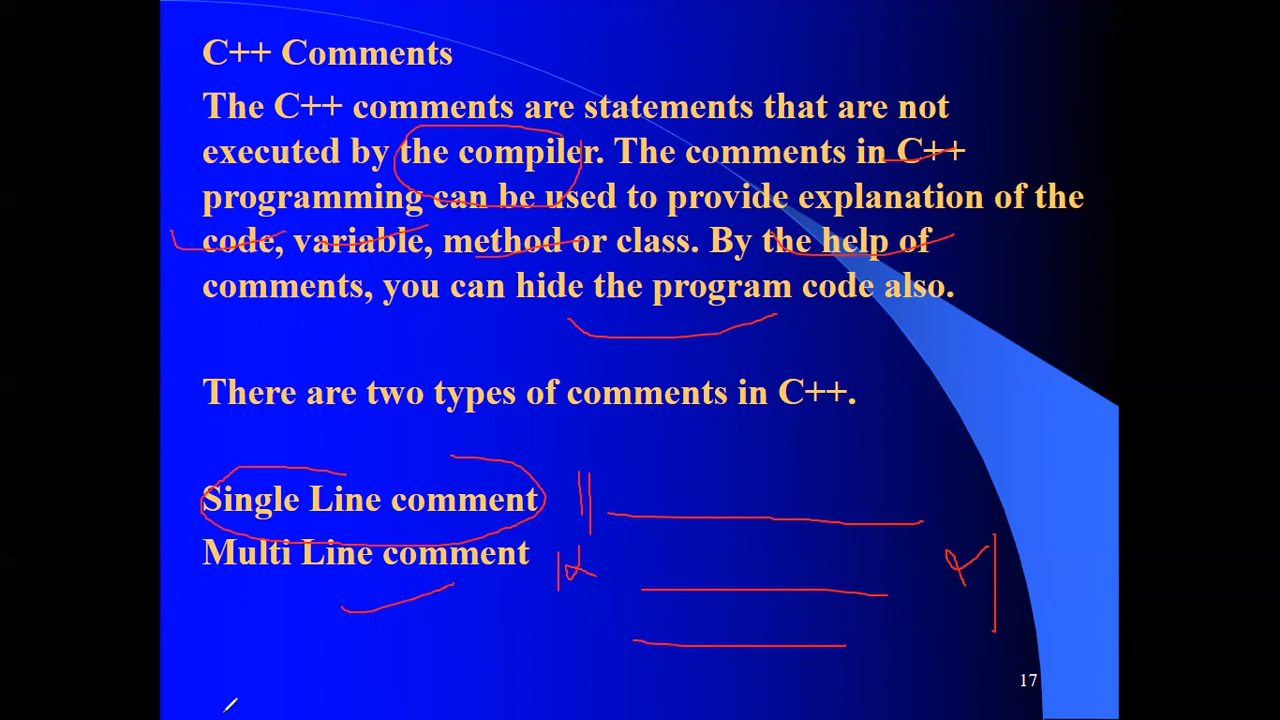 C++ Comments
The C++ comments are statements that are not
executed by the compiler. The comments in C++
programming can be used to provide explanation of the
code, variable, method or class. By the help of
comments, you can hide the program code also.
There are two types of comments in C++.
Single Line comment //
Multi Line comment /* */
17